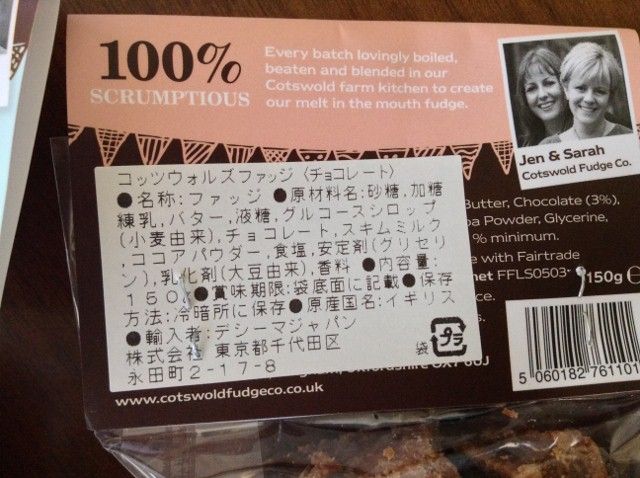 100%
SCRUMPTIOUS
Every batch lovingly boiled,
beaten and blended in our
Cotswold farm kitchen to create
our melt in the mouth fudge.
Jen & Sarah
Cotswold Fudge Co.
コッツウォルズファッジ〈チョコレート〉
●名称:ファッジ ●原材料名:砂糖,加糖
練乳,バター,液糖,グルコースシロップ
(小麦由来),チョコレート,スキムミルク
,ココアパウダー,食塩,安定剤(グリセリ
ン),乳化剤(大豆由来),香料 ●内容量:
150 ●賞味期限:袋底面に記載●保存
方法:冷暗所に保存●原産国名:イギリス
●輸入者:デシーマジャパン
株式会社 東京都千代田区
永田町2-17-8
プラ
袋
Butter, Chocolate (3%),
Powder, Glycerine,
% minimum.
with Fairtrade
net FFLS0503
150g e
5 060182 761101
www.cotswoldfudgeco.co.uk